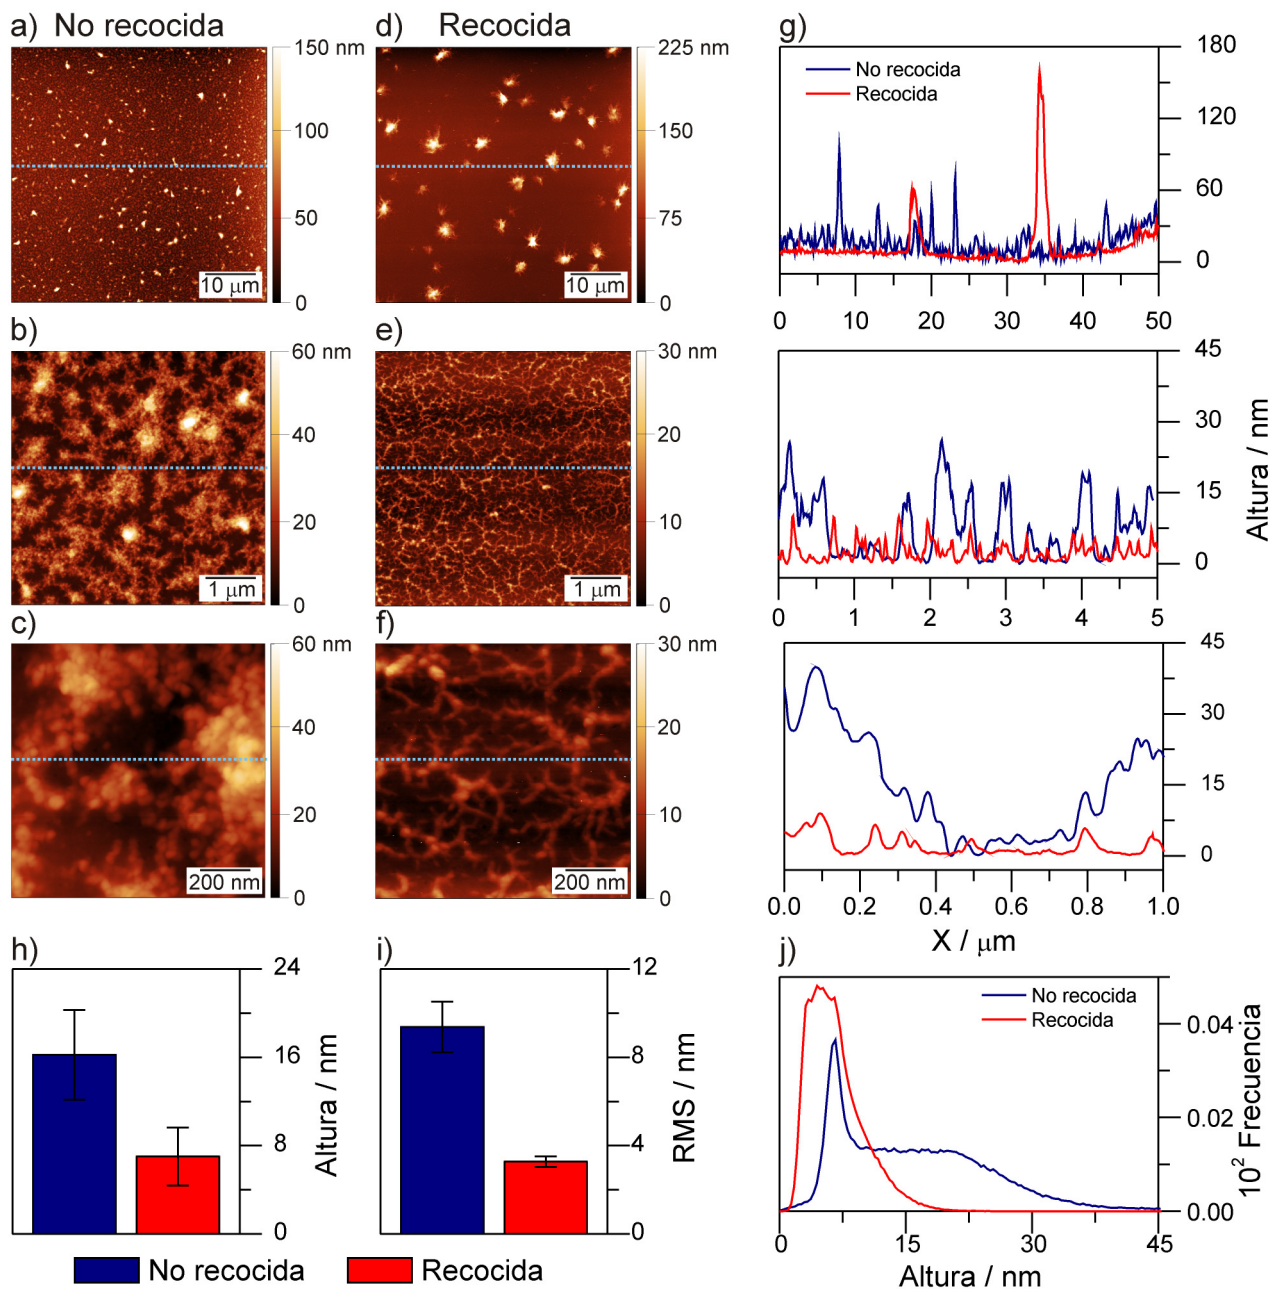 a) No recocida
150 nm
100
50
0
10 μm
d) Recocida
225 nm
150
75
0
10 μm
g)
No recocida
Recocida
180
120
60
0
0 10 20 30 40 50
b)
60 nm
40
20
0
1 μm
e)
30 nm
20
10
0
1 μm
45
30
15
0
Altura / nm
0 1 2 3 4 5
c)
60 nm
40
20
0
200 nm
f)
30 nm
20
10
0
200 nm
45
30
15
0
0.0 0.2 0.4 0.6 0.8 1.0
X / μm
h)
24
16
8
0
Altura / nm
i)
12
8
4
0
RMS / nm
No recocida
Recocida
j)
No recocida
Recocida
0.04
0.02
0.00
10² Frecuencia
0 15 30 45
Altura / nm